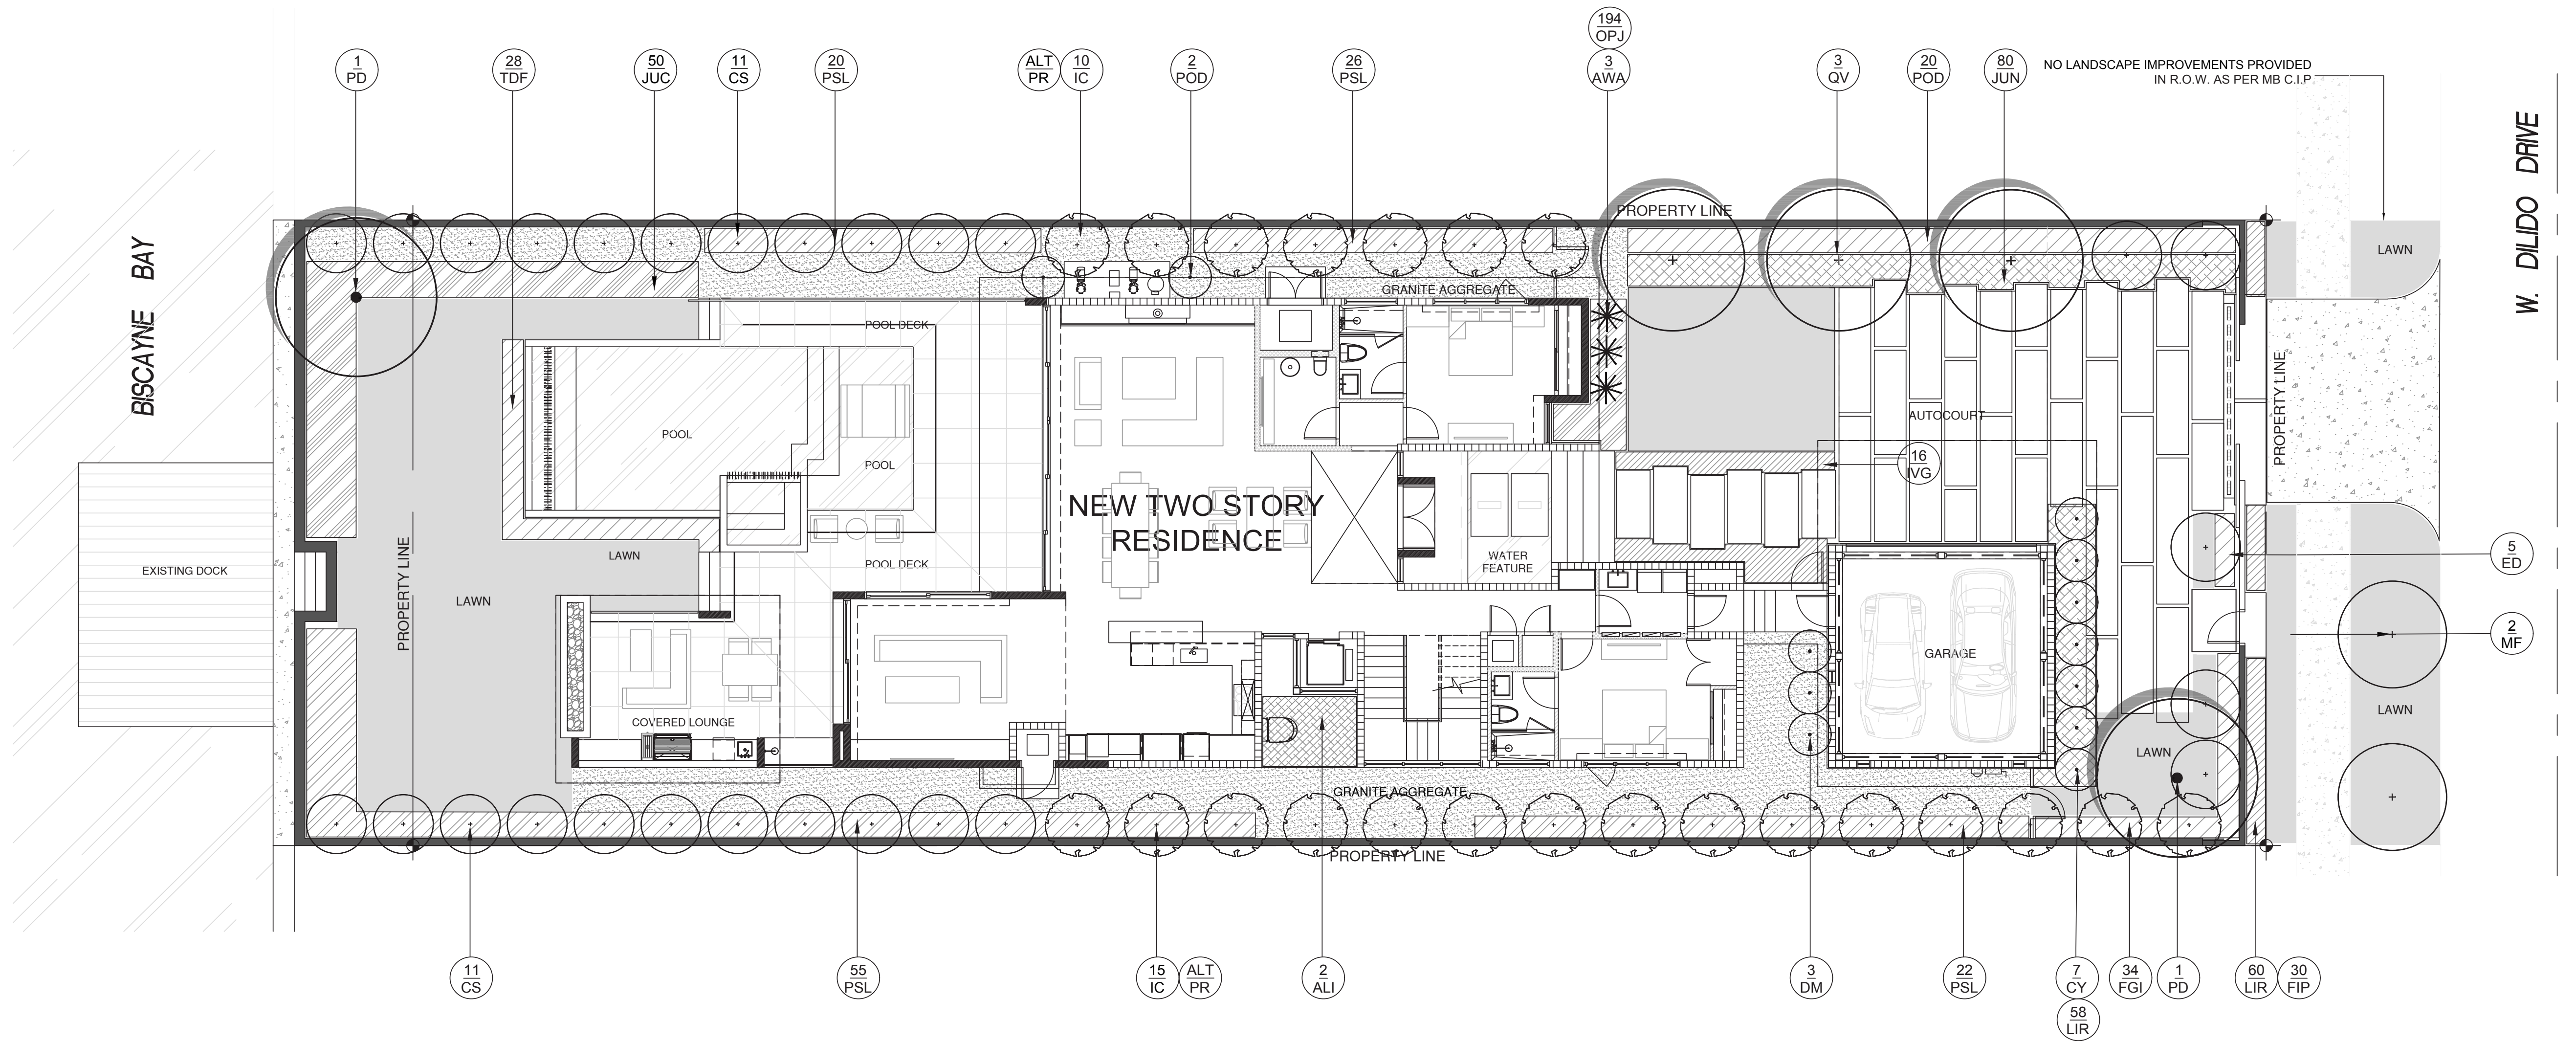 194
OPJ
1
PD
28
TDF
50
JUC
11
CS
20
PSL
ALT
PR
10
IC
2
POD
26
PSL
3
AWA
3
QV
20
POD
80
JUN
NO LANDSCAPE IMPROVEMENTS PROVIDED
IN R.O.W. AS PER MB C.I.P.
W. DILIDO DRIVE
BISCAYNE BAY
PROPERTY LINE
LAWN
GRANITE AGGREGATE
POOL DECK
PROPERTY LINE
AUTOCOURT
POOL
POOL
16
IVG
NEW TWO STORY
RESIDENCE
WATER
FEATURE
5
ED
EXISTING DOCK
PROPERTY LINE
LAWN
LAWN
POOL DECK
2
MF
GARAGE
COVERED LOUNGE
LAWN
LAWN
GRANITE AGGREGATE
PROPERTY LINE
11
CS
55
PSL
15
IC
ALT
PR
2
ALI
3
DM
22
PSL
7
CY
34
FGI
1
PD
60
LIR
30
FIP
58
LIR